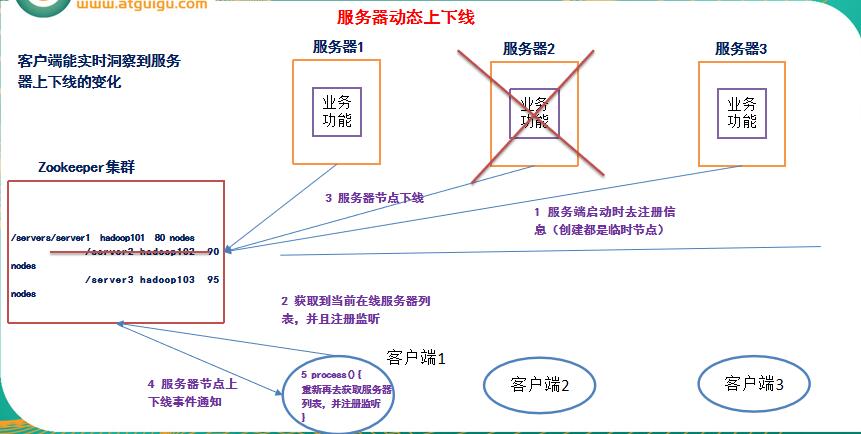 www.atguigu.com
服务器动态上下线
客户端能实时洞察到服务
器上下线的变化
服务器1
服务器2
服务器3
业务
功能
业务
功能
业务
功能
Zookeeper集群
3 服务器节点下线
1 服务端启动时去注册信
息（创建都是临时节点）
/servers/server1 hadoop101 80 nodes
/server2 hadoop102 90
nodes
/server3 hadoop103 95
nodes
2 获取到当前在线服务器列
表，并且注册监听
客户端1
4 服务器节点上
下线事件通知
5 process() {
重新再去获取服务器
列表，并注册监听
}
客户端2
客户端3